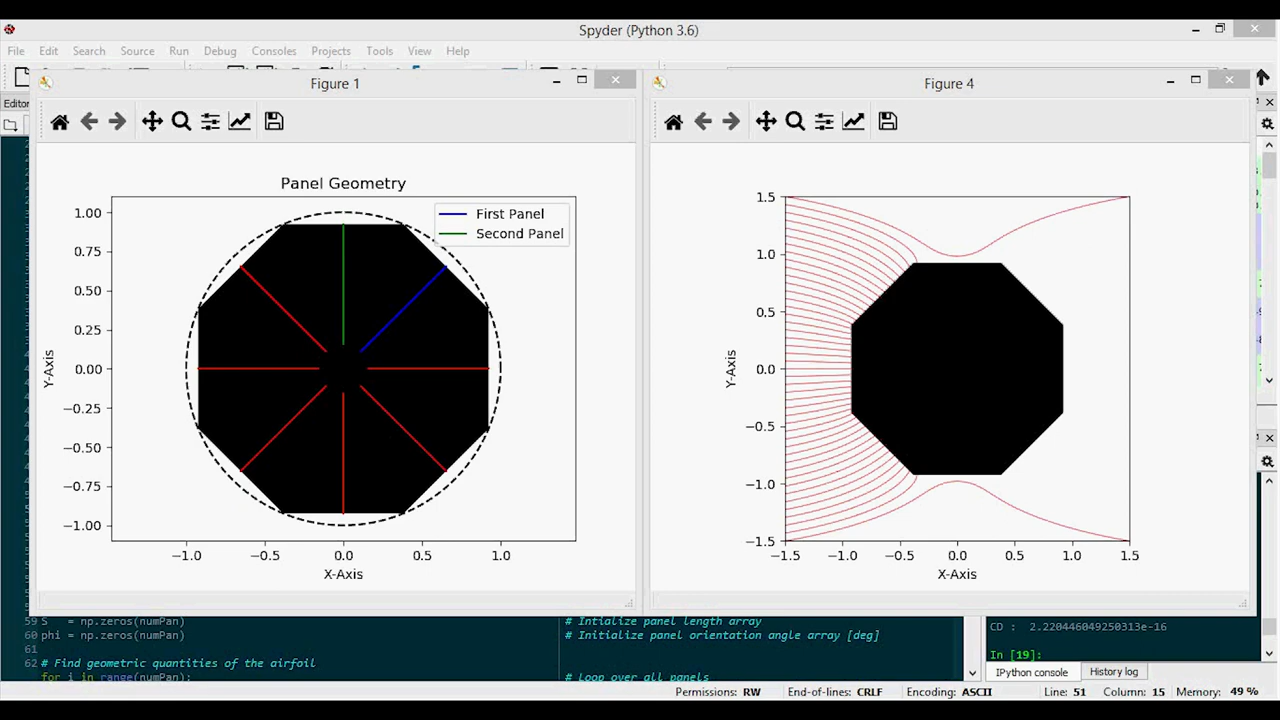 Spyder (Python 3.6)
File Edit Search Source Run Debug Consoles Projects Tools View Help
Figure 1
Figure 4
Editor
Panel Geometry
First Panel
Second Panel
1.00
0.75
0.50
0.25
0.00
−0.25
−0.50
−0.75
−1.00
Y-Axis
−1.0 −0.5 0.0 0.5 1.0
X-Axis
1.5
1.0
0.5
0.0
−0.5
−1.0
−1.5
Y-Axis
−1.5 −1.0 −0.5 0.0 0.5 1.0 1.5
X-Axis
59 S = np.zeros(numPan) # Intialize panel length array
60 phi = np.zeros(numPan) # Initialize panel orientation angle array [deg]
61
62 # Find geometric quantities of the airfoil
for i in range(numPan): # Loop over all panels
CD : 2.220446049250313e-16
In [19]:
IPython console History log
Permissions: RW End-of-lines: CRLF Encoding: ASCII Line: 51 Column: 15 Memory: 49 %